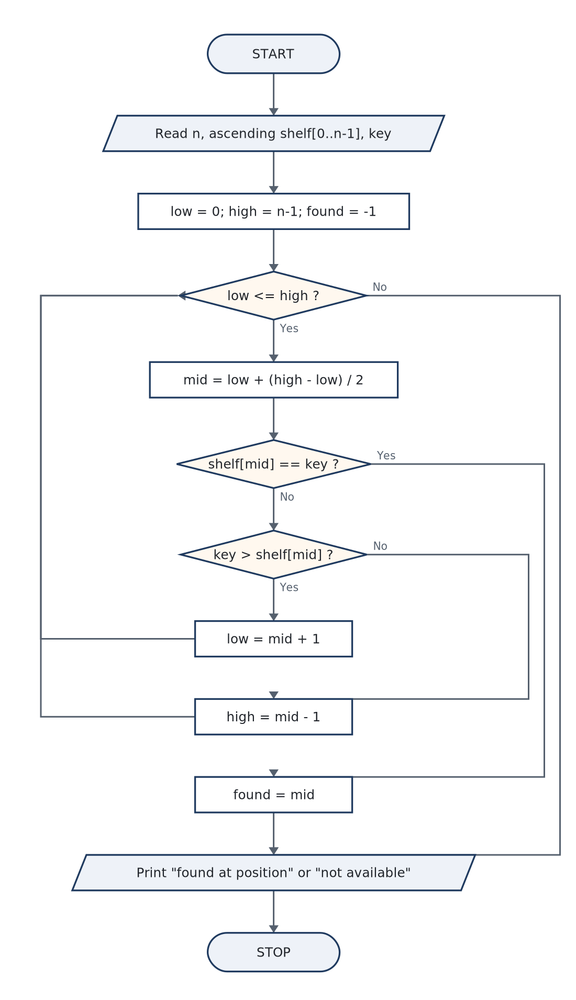 START
Read n, ascending shelf[0..n-1], key
low = 0; high = n-1; found = -1
low <= high ?
No
Yes
mid = low + (high - low) / 2
shelf[mid] == key ?
Yes
No
key > shelf[mid] ?
No
Yes
low = mid + 1
high = mid - 1
found = mid
Print "found at position" or "not available"
STOP